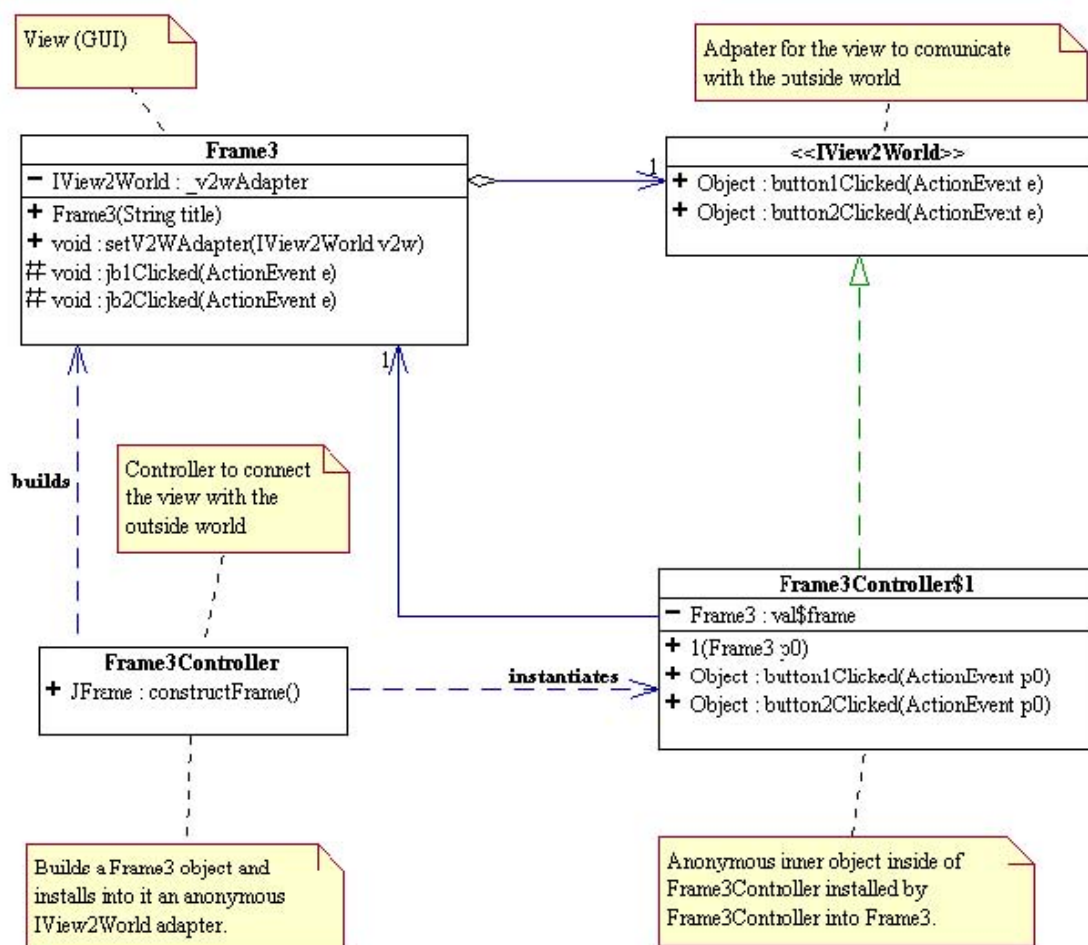 View (GUI)
Adpater for the view to comunicate
with the outside world
Frame3
− IView2World : _v2wAdapter
+ Frame3(String title)
+ void : setV2WAdapter(IView2World v2w)
# void : jb1Clicked(ActionEvent e)
# void : jb2Clicked(ActionEvent e)
1
<<IView2World>>
+ Object : button1Clicked(ActionEvent e)
+ Object : button2Clicked(ActionEvent e)
1
builds
Controller to connect
the view with the
outside world
Frame3Controller
+ JFrame : constructFrame()
instantiates
Frame3Controller$1
− Frame3 : val$frame
+ 1(Frame3 p0)
+ Object : button1Clicked(ActionEvent p0)
+ Object : button2Clicked(ActionEvent p0)
Builds a Frame3 object and
installs into it an anonymous
IView2World adapter.
Anonymous inner object inside of
Frame3Controller installed by
Frame3Controller into Frame3.